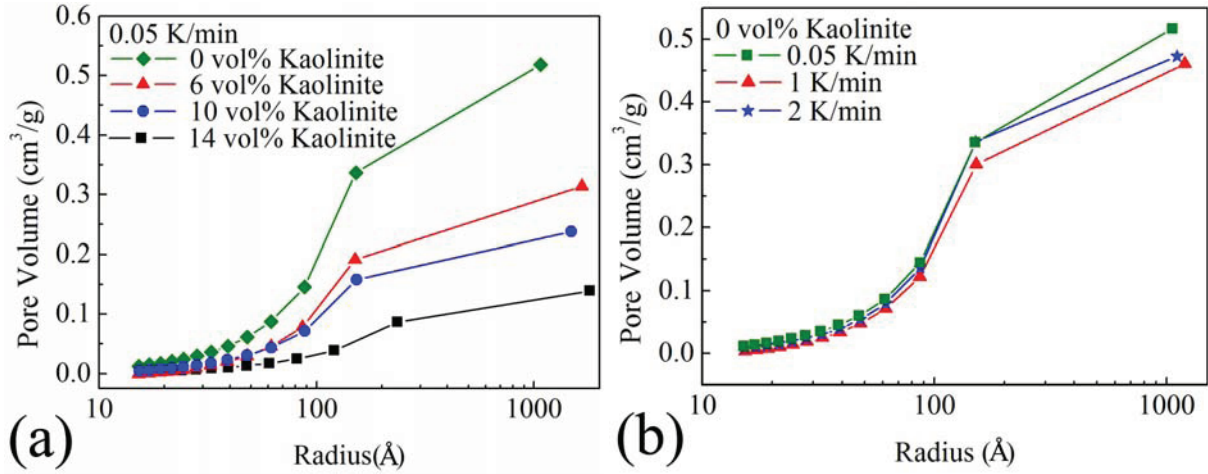 0.05 K/min
0 vol% Kaolinite
6 vol% Kaolinite
10 vol% Kaolinite
14 vol% Kaolinite
Pore Volume (cm³/g)
0.6
0.5
0.4
0.3
0.2
0.1
0.0
10 100 1000
Radius(Å)
(a)
0 vol% Kaolinite
0.05 K/min
1 K/min
2 K/min
Pore Volume (cm³/g)
0.5
0.4
0.3
0.2
0.1
0.0
10 100 1000
Radius (Å)
(b)